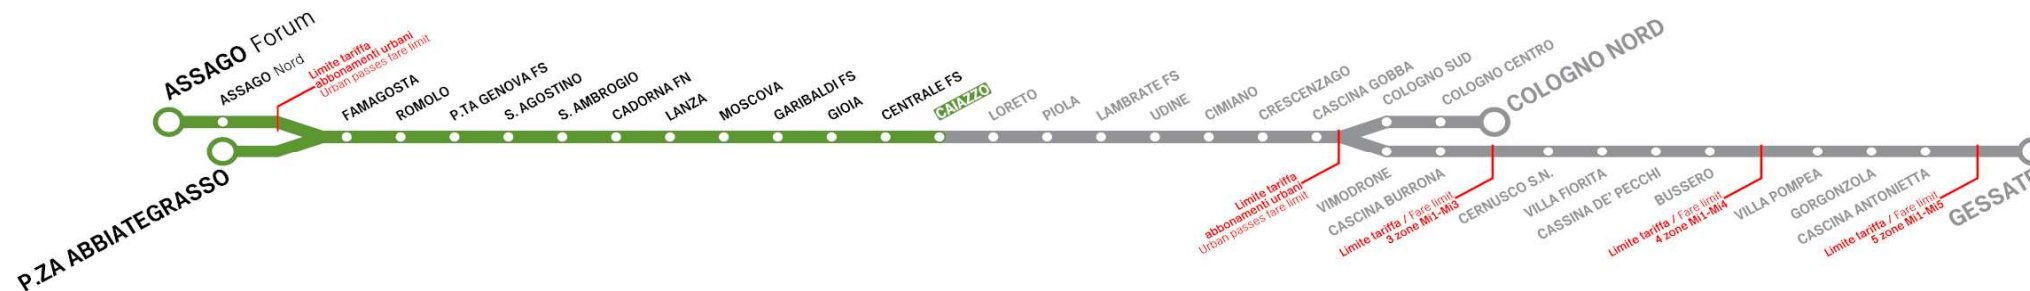 ASSAGO Forum
ASSAGO Nord
Limite tariffa
abbonamenti urbani
Urban passes fare limit
P.ZA ABBIATEGRASSO
FAMAGOSTA
ROMOLO
P.TA GENOVA FS
S. AGOSTINO
S. AMBROGIO
CADORNA FN
LANZA
MOSCOVA
GARIBALDI FS
GIOIA
CENTRALE FS
CAIAZZO
LORETO
PIOLA
LAMBRATE FS
UDINE
CIMIANO
CRESCENZAGO
CASCINA GOBBA
COLOGNO SUD
COLOGNO CENTRO
COLOGNO NORD
Limite tariffa
abbonamenti urbani
Urban passes fare limit
VIMODRONE
CASCINA BURRONA
Limite tariffa / Fare limit
3 zone Mi1-Mi3
CERNUSCO S.N.
VILLA FIORITA
CASSINA DE' PECCHI
BUSSERO
Limite tariffa / Fare limit
4 zone Mi1-Mi4
VILLA POMPEA
GORGONZOLA
CASCINA ANTONIETTA
Limite tariffa / Fare limit
5 zone Mi1-Mi5
GESSATE